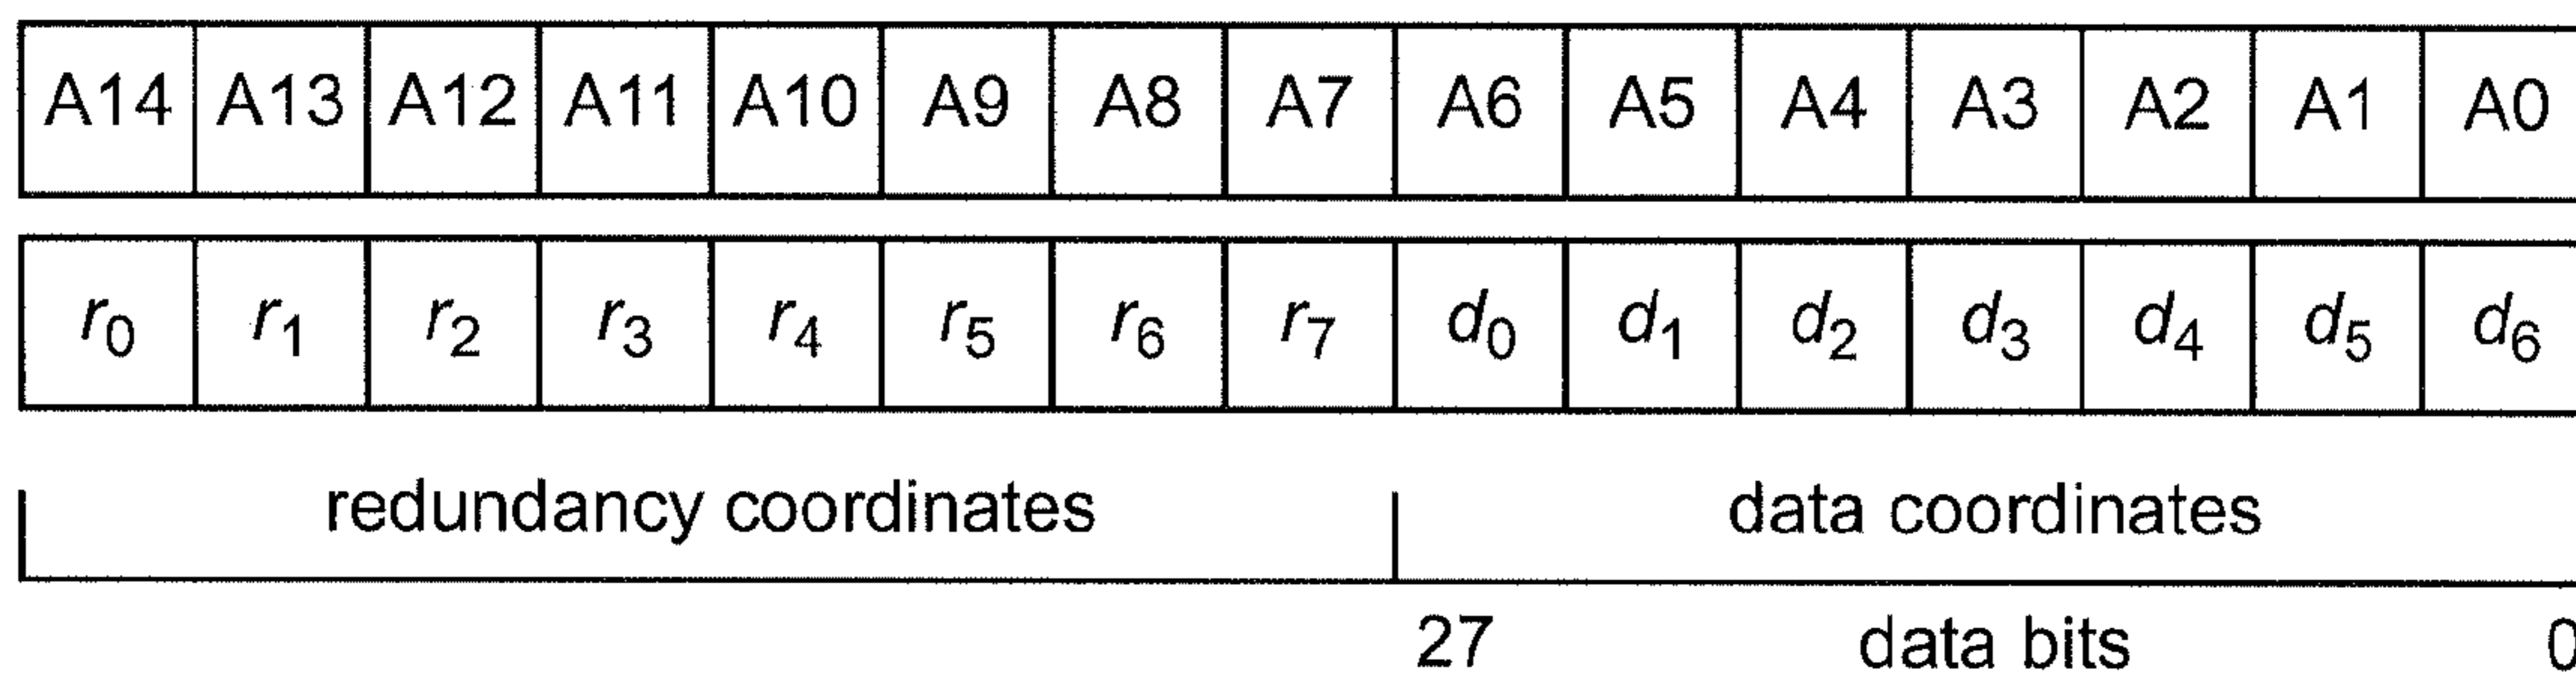 A14 A13 A12 A11 A10 A9 A8 A7 A6 A5 A4 A3 A2 A1 A0
r0 r1 r2 r3 r4 r5 r6 r7 d0 d1 d2 d3 d4 d5 d6
redundancy coordinates data coordinates
27 data bits 0